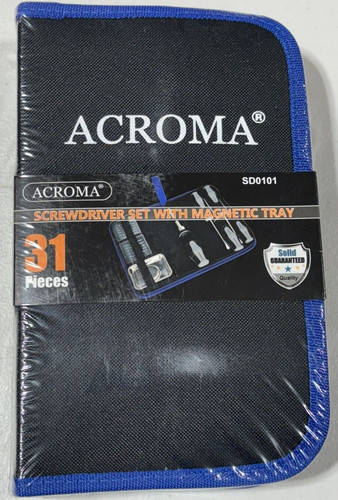 ACROMA®
ACROMA®
SD0101
SCREWDRIVER SET WITH MAGNETIC TRAY
31
Pieces
Solid
GUARANTEED
Quality